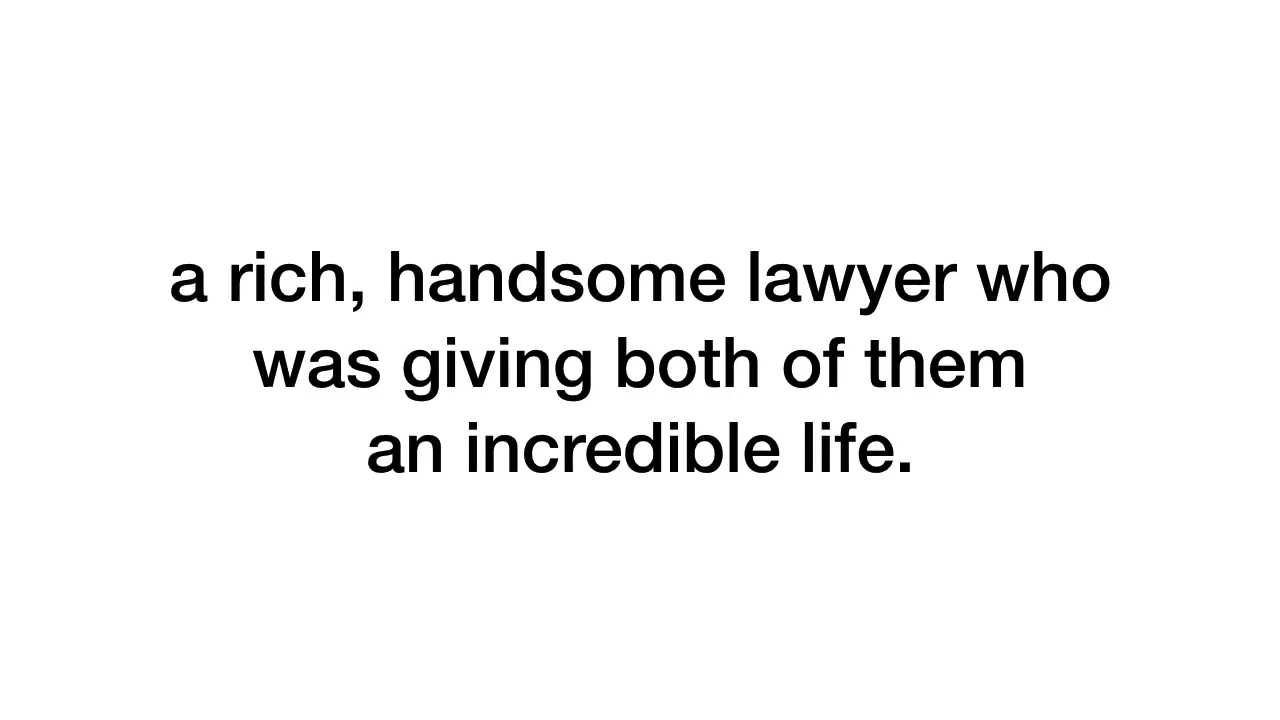 a rich, handsome lawyer who
was giving both of them
an incredible life.